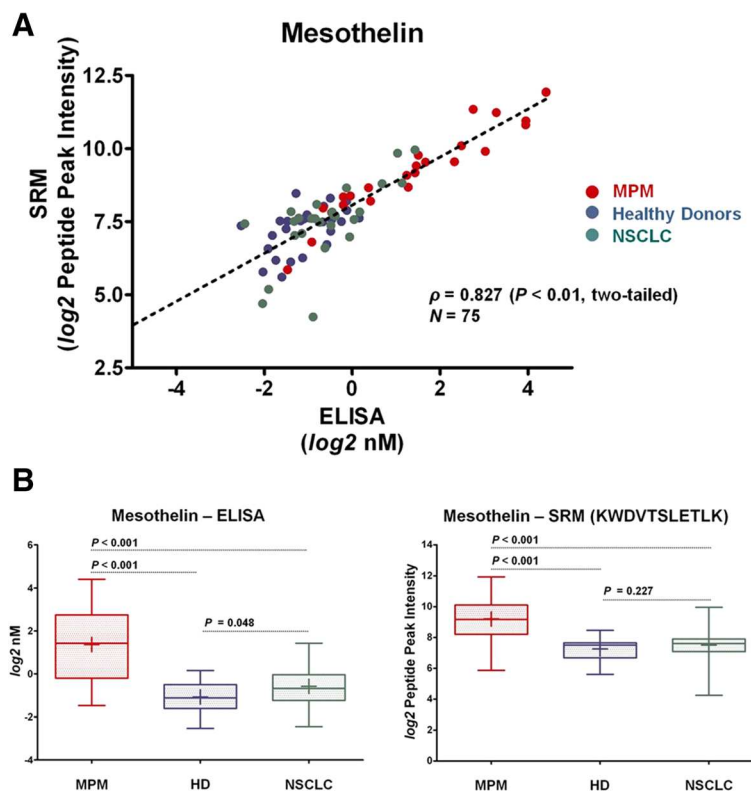 A
Mesothelin
SRM
(log2 Peptide Peak Intensity)
12.5
10.0
7.5
5.0
2.5
-4
-2
0
2
4
ELISA
(log2 nM)
MPM
Healthy Donors
NSCLC
ρ = 0.827 (P < 0.01, two-tailed)
N = 75
B
Mesothelin – ELISA
log2 nM
6
4
2
0
-2
-4
P < 0.001
P < 0.001
P = 0.048
MPM
HD
NSCLC
Mesothelin – SRM (KWDVTSLETLK)
log2 Peptide Peak Intensity
14
12
10
8
6
4
2
0
P < 0.001
P < 0.001
P = 0.227
MPM
HD
NSCLC